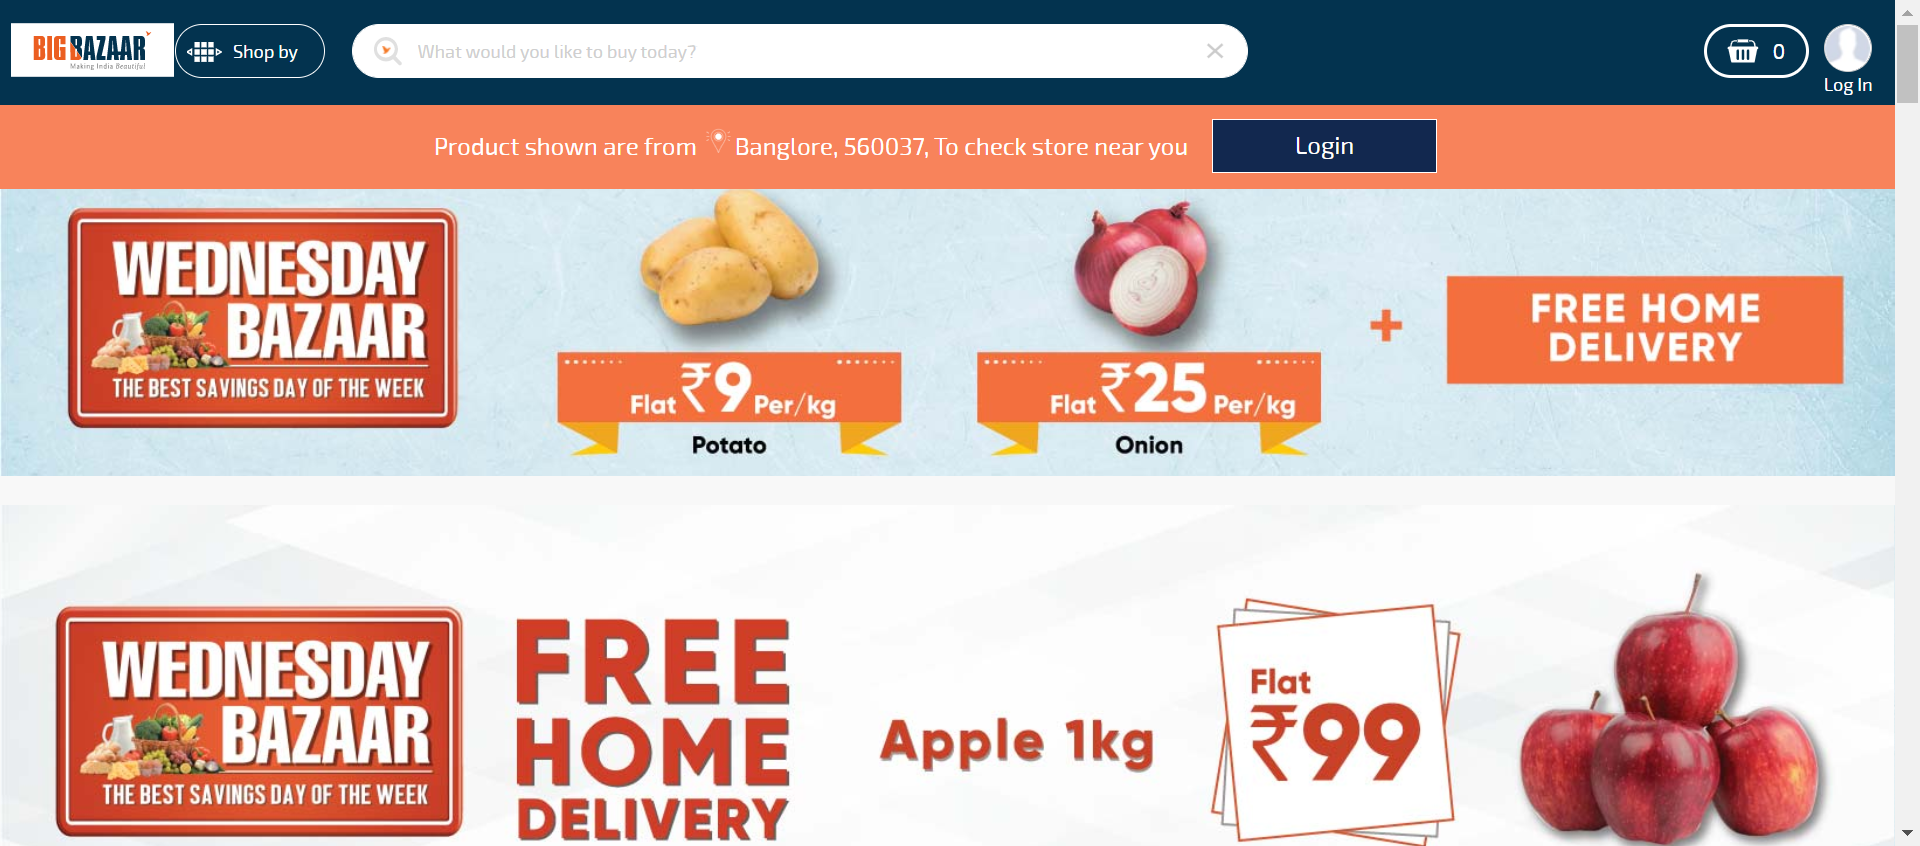 BIG BAZAAR
Making India Beautiful
Shop by
What would you like to buy today?
0
Log In
Product shown are from Banglore, 560037, To check store near you
Login
WEDNESDAY
BAZAAR
THE BEST SAVINGS DAY OF THE WEEK
Flat ₹9 Per/kg
Potato
Flat ₹25 Per/kg
Onion
+
FREE HOME
DELIVERY
WEDNESDAY
BAZAAR
THE BEST SAVINGS DAY OF THE WEEK
FREE
HOME
DELIVERY
Apple 1kg
Flat
₹99